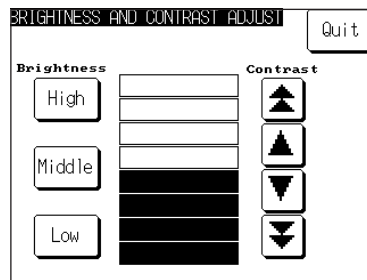 BRIGHTNESS AND CONTRAST ADJUST
Quit
Brightness
Contrast
High
Middle
Low